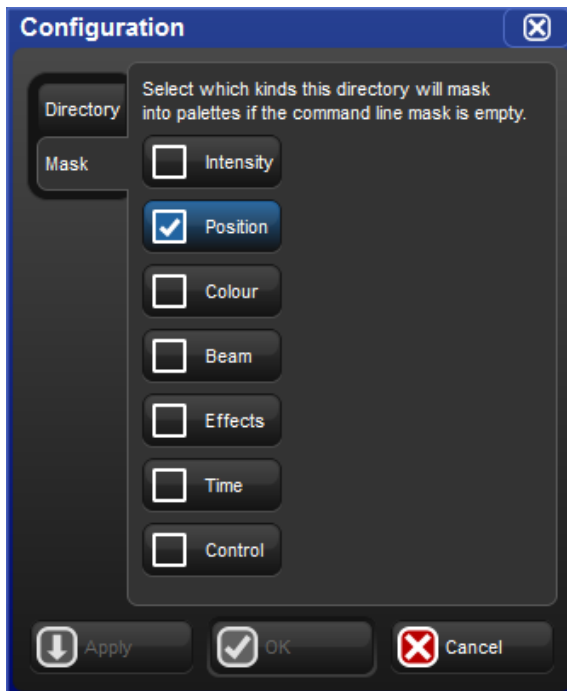 Configuration
Directory
Mask
Select which kinds this directory will mask
into palettes if the command line mask is empty.
Intensity
Position
Colour
Beam
Effects
Time
Control
Apply
OK
Cancel